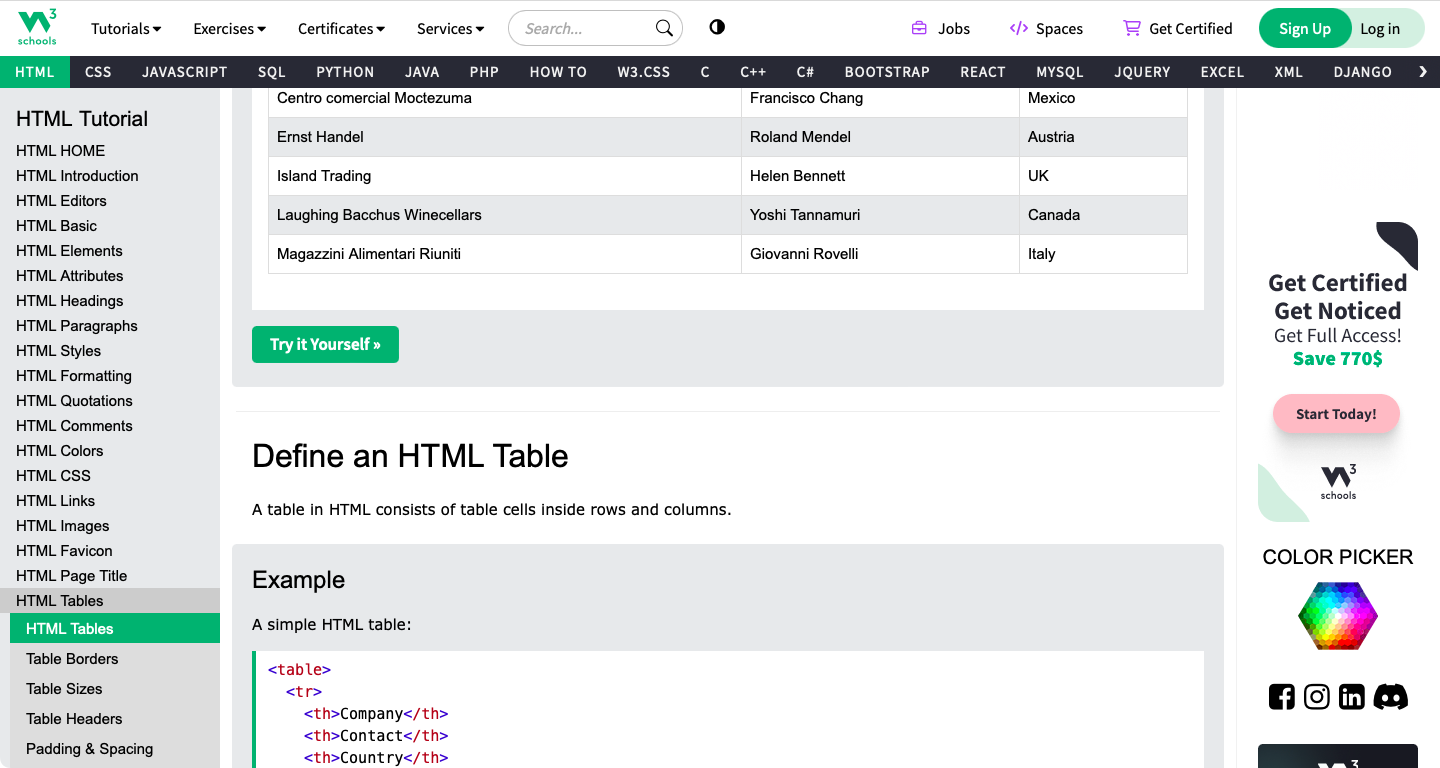 W3 schools
Tutorials Exercises Certificates Services Search... Jobs Spaces Get Certified Sign Up Log in
HTML CSS JAVASCRIPT SQL PYTHON JAVA PHP HOW TO W3.CSS C C++ C# BOOTSTRAP REACT MYSQL JQUERY EXCEL XML DJANGO ❯
HTML Tutorial
HTML HOME
HTML Introduction
HTML Editors
HTML Basic
HTML Elements
HTML Attributes
HTML Headings
HTML Paragraphs
HTML Styles
HTML Formatting
HTML Quotations
HTML Comments
HTML Colors
HTML CSS
HTML Links
HTML Images
HTML Favicon
HTML Page Title
HTML Tables
HTML Tables
Table Borders
Table Sizes
Table Headers
Padding & Spacing
Centro comercial Moctezuma Francisco Chang Mexico
Ernst Handel Roland Mendel Austria
Island Trading Helen Bennett UK
Laughing Bacchus Winecellars Yoshi Tannamuri Canada
Magazzini Alimentari Riuniti Giovanni Rovelli Italy
Try it Yourself »
Define an HTML Table
A table in HTML consists of table cells inside rows and columns.
Example
A simple HTML table:
<table>
<tr>
<th>Company</th>
<th>Contact</th>
<th>Country</th>
Get Certified
Get Noticed
Get Full Access!
Save 770$
Start Today!
W3 schools
COLOR PICKER